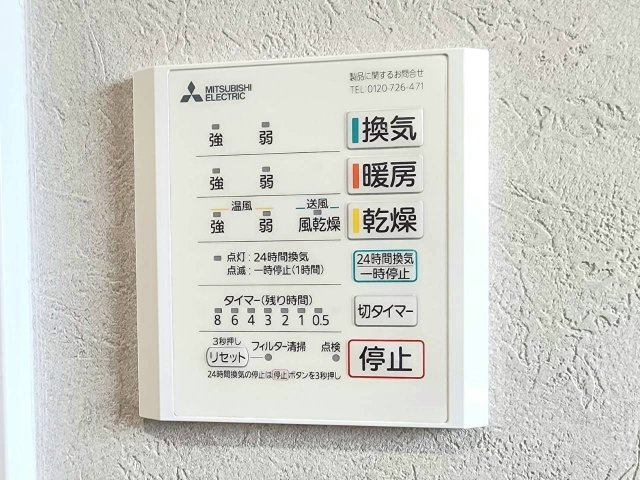 MITSUBISHI
ELECTRIC
製品に関するお問合せ
TEL 0120-726-471
強 弱 換気
強 弱 暖房
温風 送風
強 弱 風乾燥 乾燥
点灯:24時間換気
点滅:一時停止(1時間)
24時間換気
一時停止
タイマー(残り時間)
8 6 4 3 2 1 0.5
切タイマー
3秒押し
リセット フィルター清掃 点検
停止
24時間換気の停止は停止ボタンを3秒押し